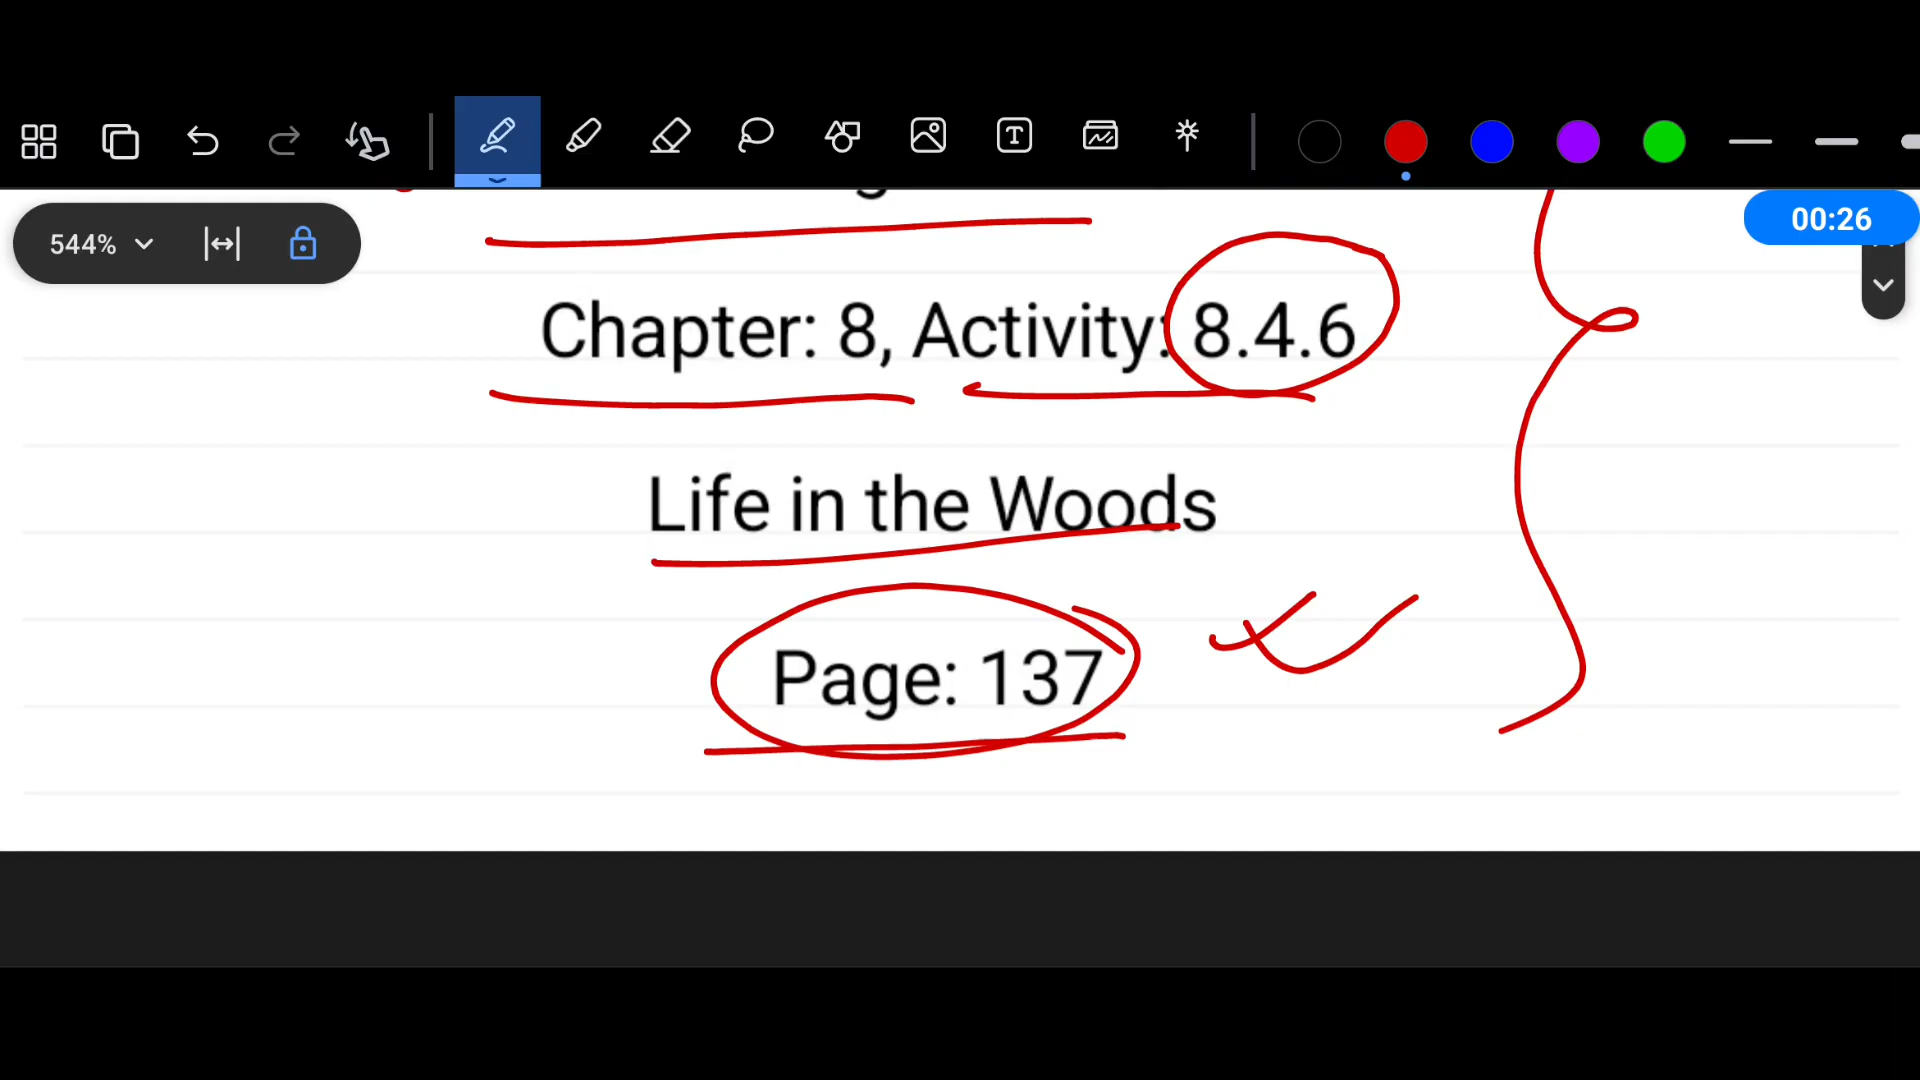 544%
00:26
Chapter: 8, Activity: 8.4.6
Life in the Woods
Page: 137